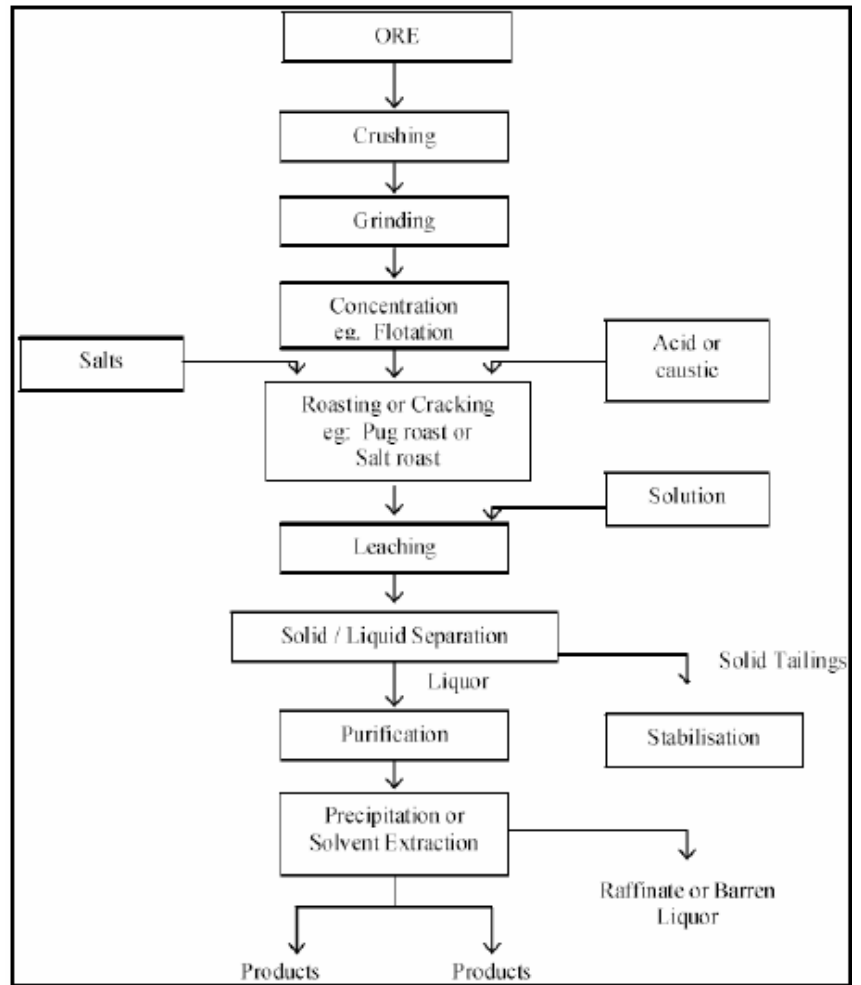 ORE
Crushing
Grinding
Concentration
eg. Flotation
Salts
Acid or
caustic
Roasting or Cracking
eg: Pug roast or
Salt roast
Solution
Leaching
Solid / Liquid Separation
Solid Tailings
Liquor
Purification
Stabilisation
Precipitation or
Solvent Extraction
Raffinate or Barren
Liquor
Products
Products